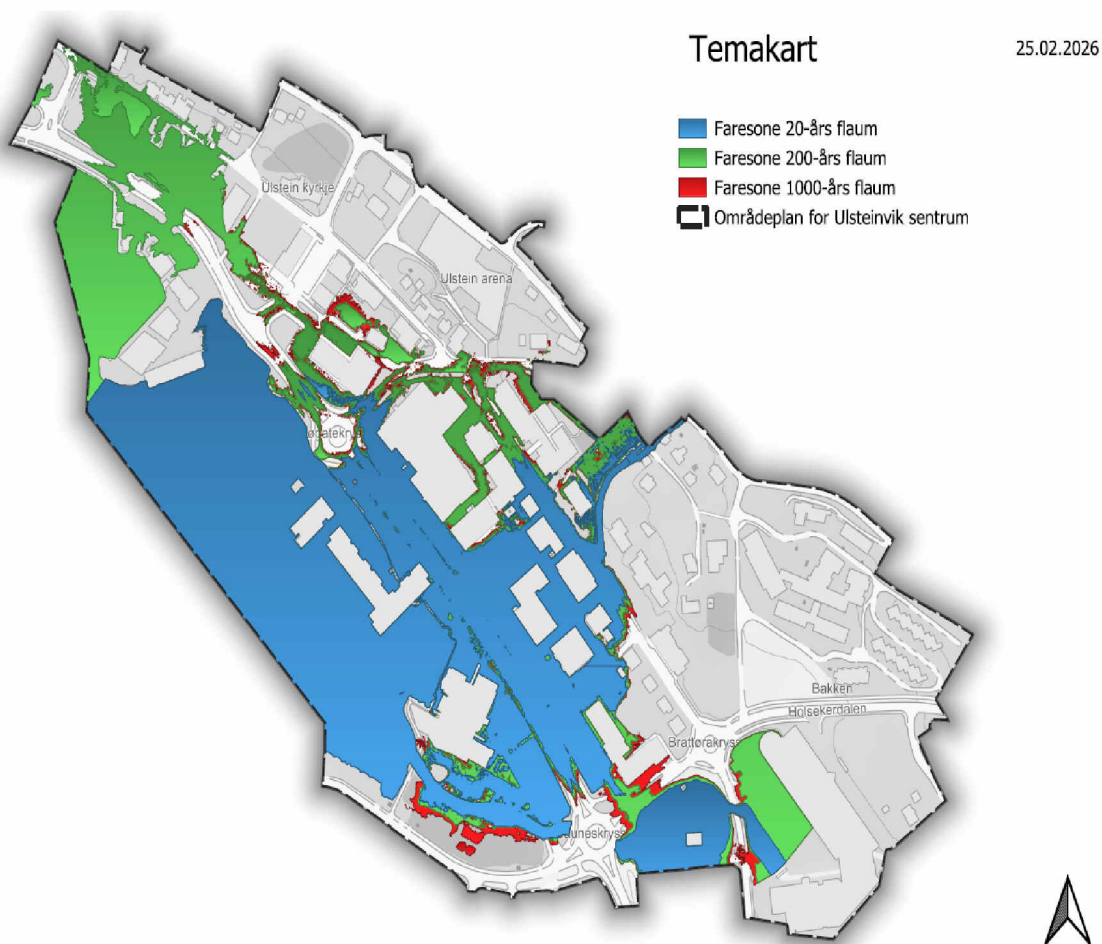 Temakart
25.02.2026
Faresone 20-års flaum
Faresone 200-års flaum
Faresone 1000-års flaum
Områdeplan for Ulsteinvik sentrum
Ulstein kyrkje
Ulstein arena
Bakken
Holsekerdalen